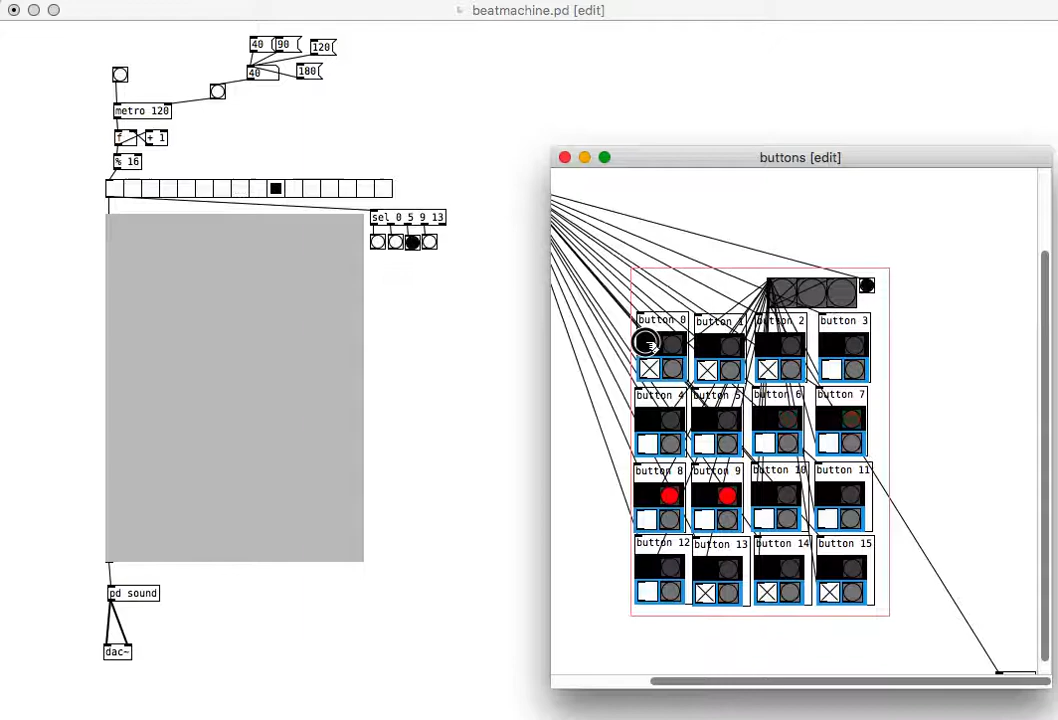 beatmachine.pd [edit]
40
90
120
40
180
metro 120
f
+ 1
% 16
sel 0 5 9 13
pd sound
dac~
buttons [edit]
button 0
button 1
button 2
button 3
button 4
button 5
button 6
button 7
button 8
button 9
button 10
button 11
button 12
button 13
button 14
button 15